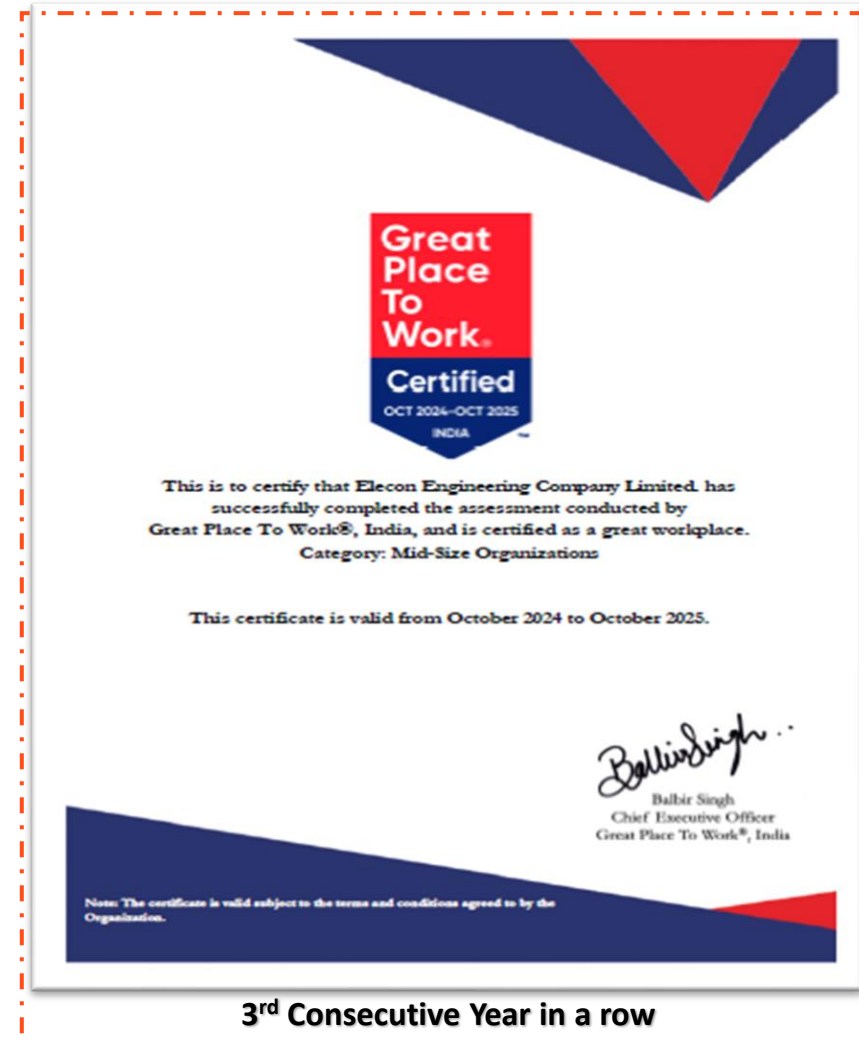 Great
Place
To
Work®
Certified
OCT 2024-OCT 2025
INDIA ™
This is to certify that Elecon Engineering Company Limited. has
successfully completed the assessment conducted by
Great Place To Work®, India, and is certified as a great workplace.
Category: Mid-Size Organizations
This certificate is valid from October 2024 to October 2025.
Balbir Singh
Balbir Singh
Chief Executive Officer
Great Place To Work®, India
Note: The certificate is valid subject to the terms and conditions agreed to by the
Organization.
3rd Consecutive Year in a row